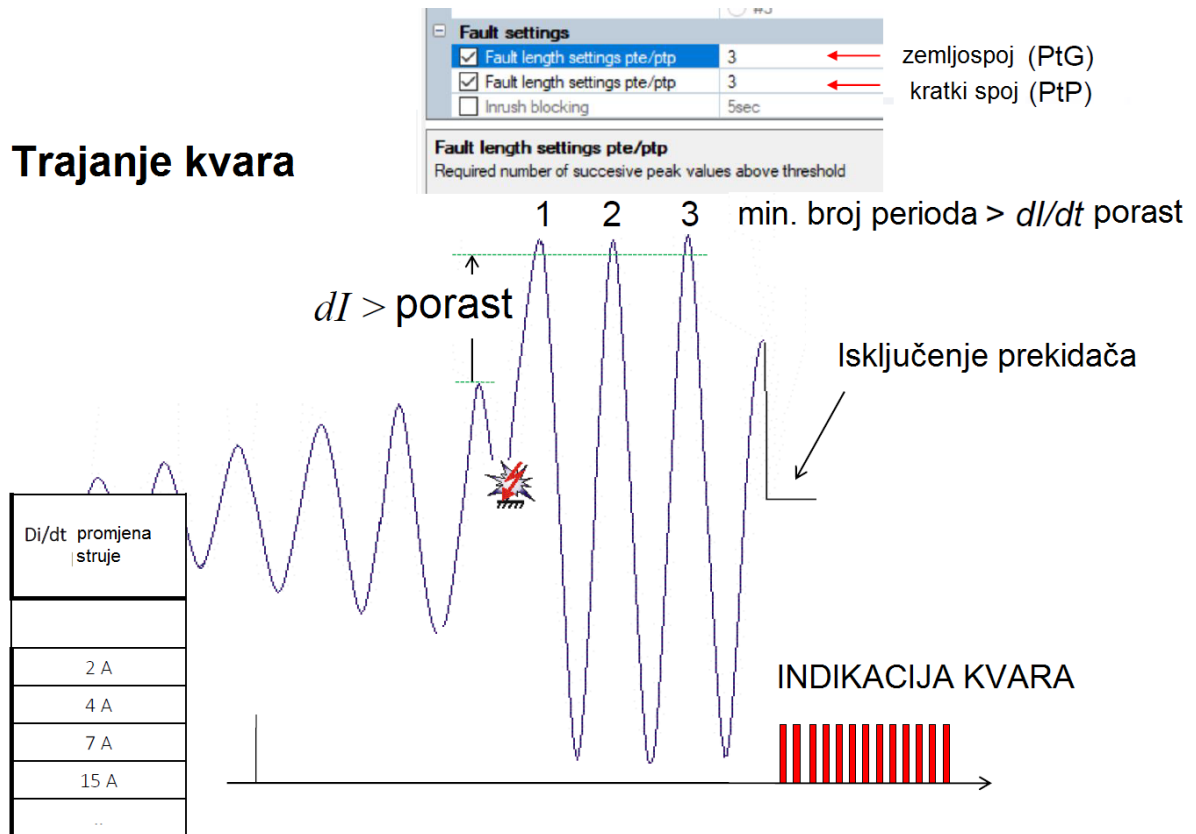 #3
Fault settings
Fault length settings pte/ptp 3
zemljospoj (PtG)
Fault length settings pte/ptp 3
kratki spoj (PtP)
Inrush blocking 5sec
Trajanje kvara
Fault length settings pte/ptp
Required number of succesive peak values above threshold
1 2 3 min. broj perioda > dI/dt porast
dI > porast
Isključenje prekidača
Di/dt promjena
struje
2 A
4 A
7 A
15 A
..
INDIKACIJA KVARA